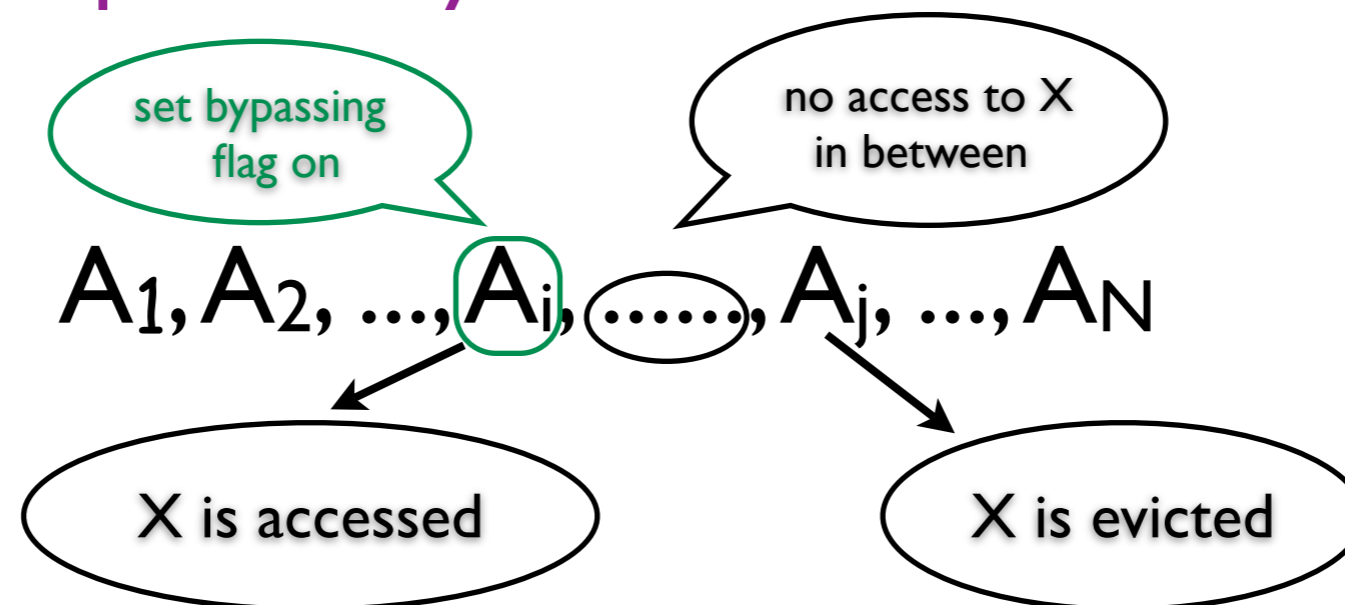 set bypassing
flag on
no access to X
in between
A1, A2, ..., Ai, ......, Aj, ..., AN
X is accessed
X is evicted